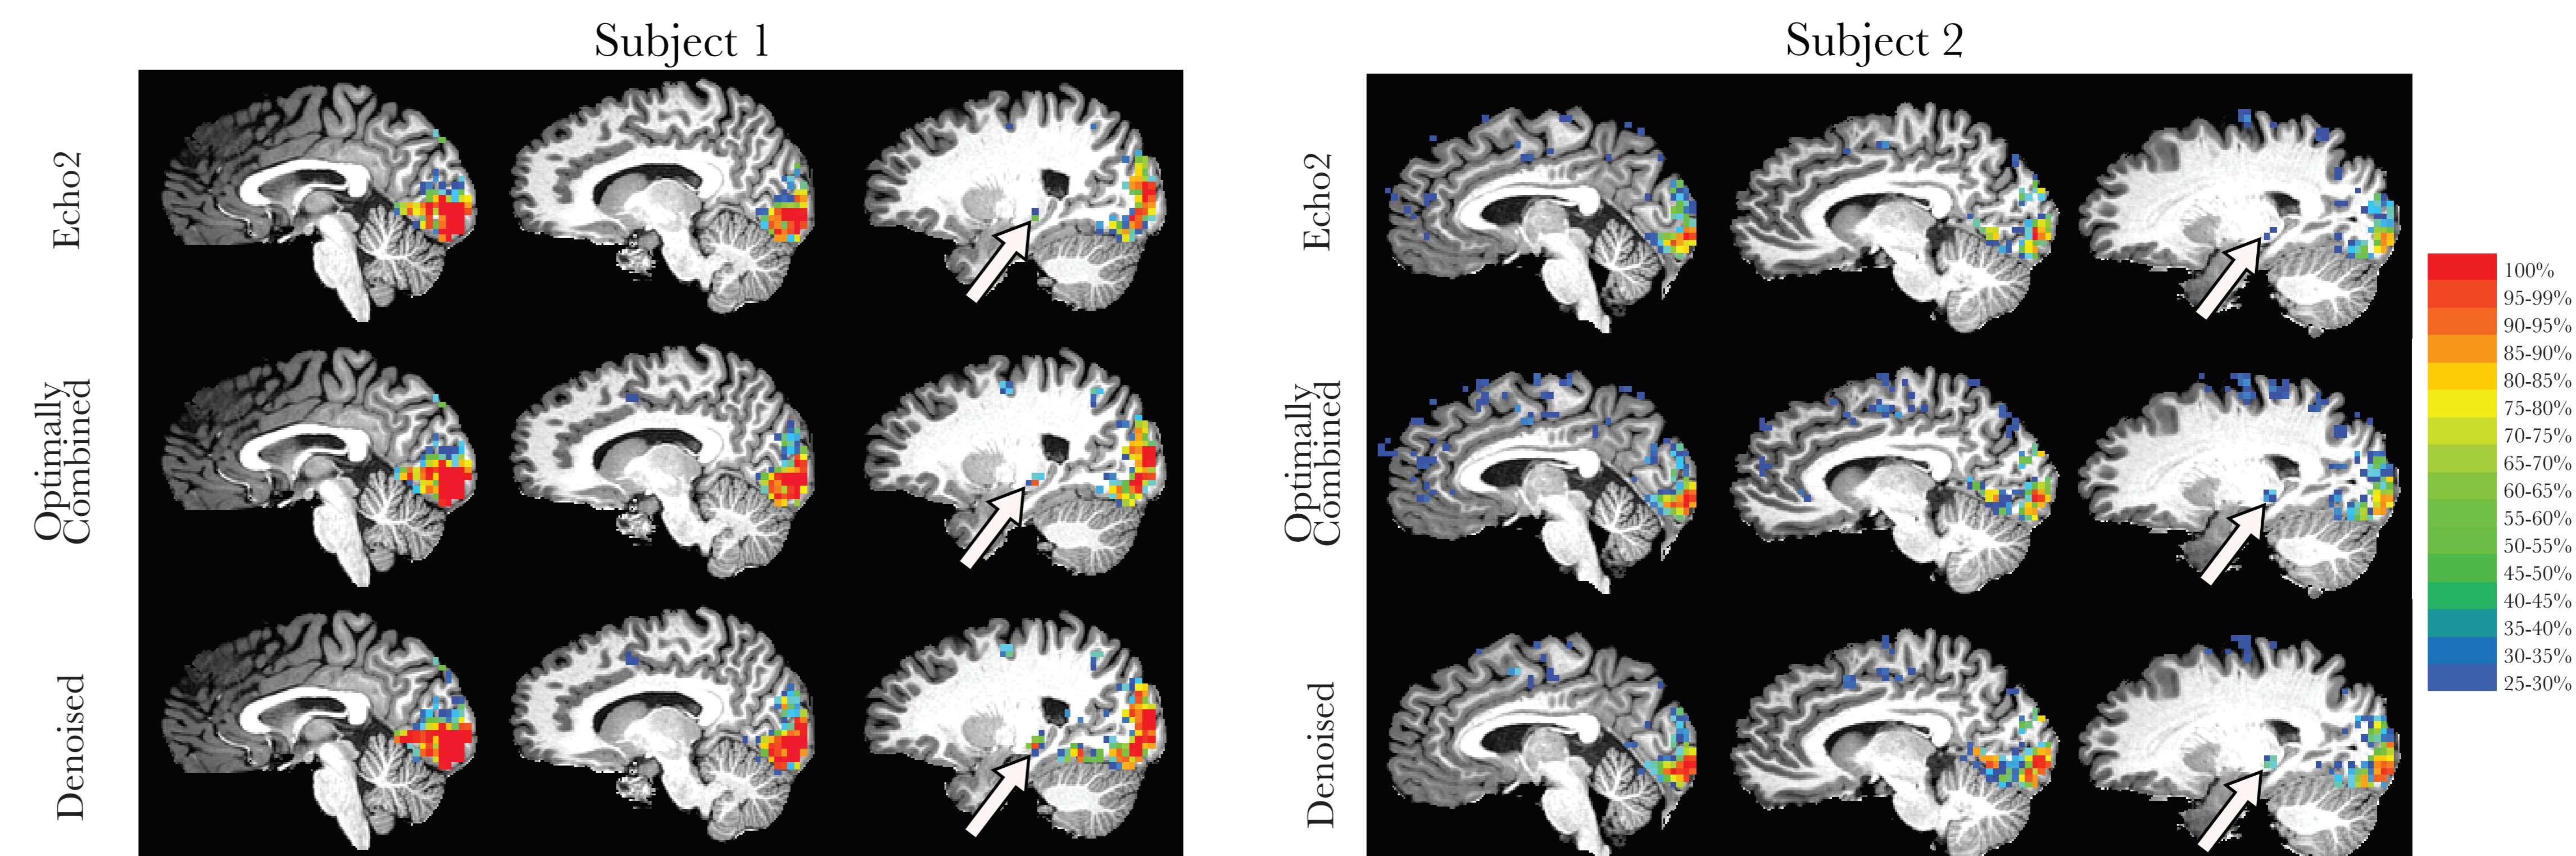 Subject 1
Subject 2
Echo2
Optimally
Combined
Denoised
Echo2
Optimally
Combined
Denoised
100%
95-99%
90-95%
85-90%
80-85%
75-80%
70-75%
65-70%
60-65%
55-60%
50-55%
45-50%
40-45%
35-40%
30-35%
25-30%